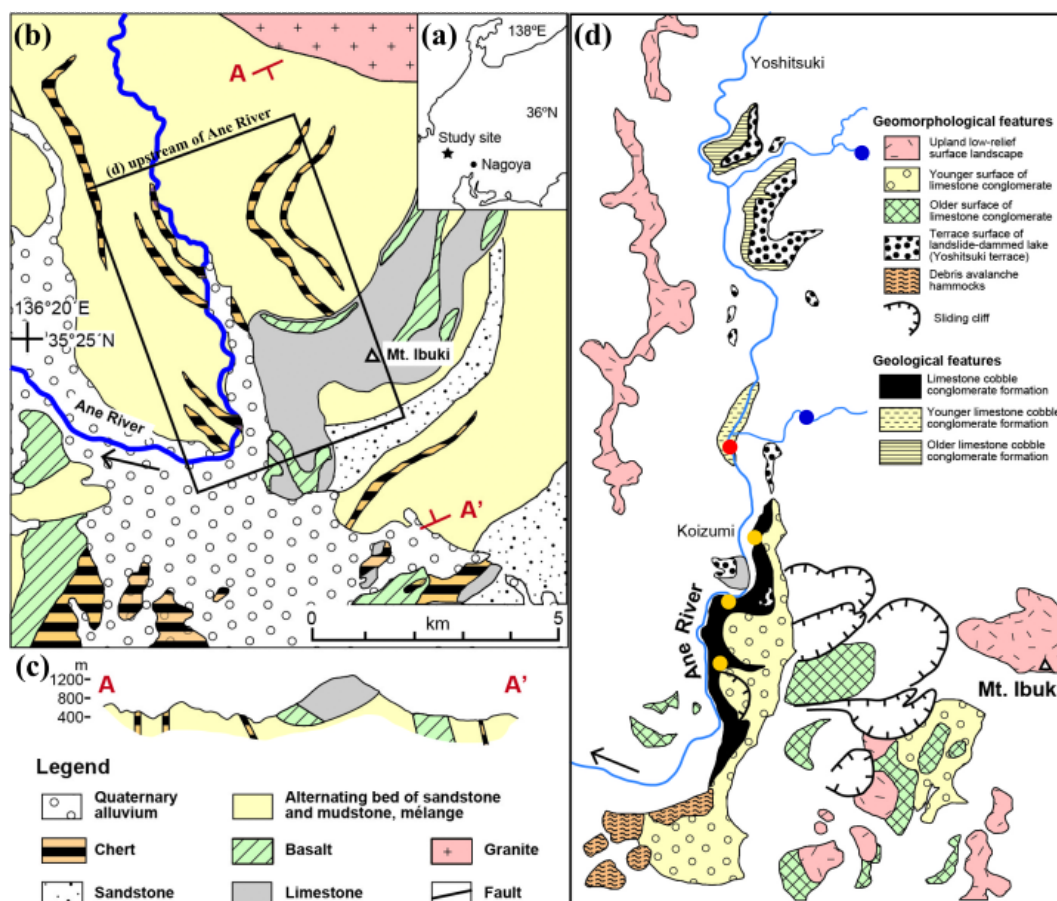 (b)
A
(d) upstream of Ane River
136°20´E
35°25´N
Mt. Ibuki
Ane River
A'
0
km
5
(a)
138°E
36°N
Study site
Nagoya
(c)
m
1200
800
400
A
A'
Legend
Quaternary
alluvium
Alternating bed of sandstone
and mudstone, mélange
Chert
Basalt
Granite
Sandstone
Limestone
Fault
(d)
Yoshitsuki
Koizumi
Ane River
Mt. Ibuki
Geomorphological features
Upland low-relief
surface landscape
Younger surface of
limestone conglomerate
Older surface of
limestone conglomerate
Terrace surface of
landslide-dammed lake
(Yoshitsuki terrace)
Debris avalanche
hammocks
Sliding cliff
Geological features
Limestone cobble
conglomerate formation
Younger limestone cobble
conglomerate formation
Older limestone cobble
conglomerate formation